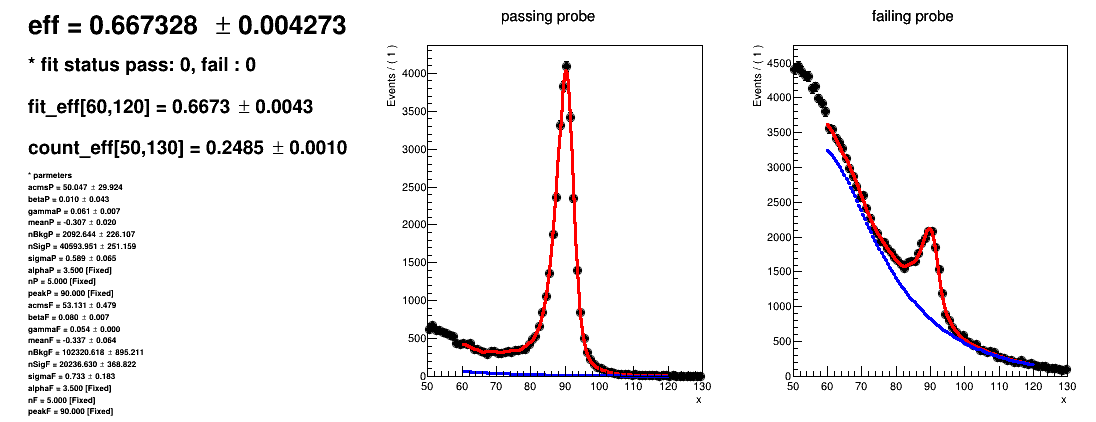 eff = 0.667328 ± 0.004273
* fit status pass: 0, fail : 0
fit_eff[60,120] = 0.6673 ± 0.0043
count_eff[50,130] = 0.2485 ± 0.0010
* parmeters
acmsP = 50.047 ± 29.924
betaP = 0.010 ± 0.043
gammaP = 0.061 ± 0.007
meanP = -0.307 ± 0.020
nBkgP = 2092.644 ± 226.107
nSigP = 40593.951 ± 251.159
sigmaP = 0.589 ± 0.065
alphaP = 3.500 [Fixed]
nP = 5.000 [Fixed]
peakP = 90.000 [Fixed]
acmsF = 53.131 ± 0.479
betaF = 0.080 ± 0.007
gammaF = 0.054 ± 0.000
meanF = -0.337 ± 0.064
nBkgF = 102320.618 ± 895.211
nSigF = 20236.630 ± 368.822
sigmaF = 0.733 ± 0.183
alphaF = 3.500 [Fixed]
nF = 5.000 [Fixed]
peakF = 90.000 [Fixed]
passing probe
Events / ( 1 )
4000
3500
3000
2500
2000
1500
1000
500
0
50 60 70 80 90 100 110 120 130
x
failing probe
Events / ( 1 )
4500
4000
3500
3000
2500
2000
1500
1000
500
0
50 60 70 80 90 100 110 120 130
x